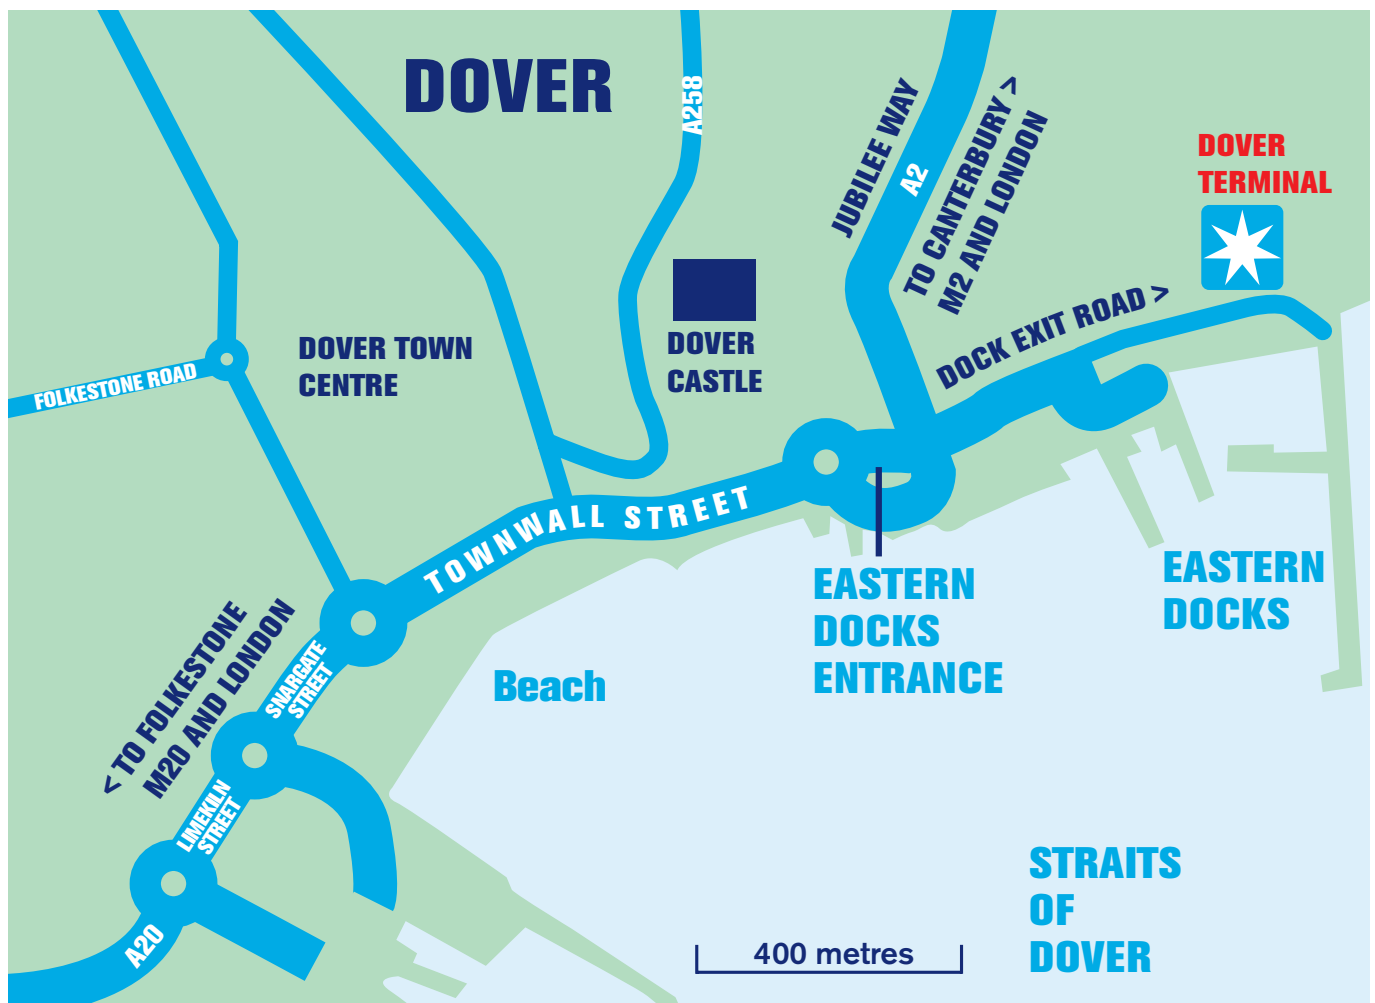 DOVER
A258
JUBILEE WAY
A2
TO CANTERBURY >
M2 AND LONDON
DOVER
TERMINAL
DOCK EXIT ROAD >
DOVER TOWN
CENTRE
DOVER
CASTLE
FOLKESTONE ROAD
TOWNWALL STREET
EASTERN
DOCKS
ENTRANCE
EASTERN
DOCKS
< TO FOLKESTONE
M20 AND LONDON
SNARGATE
STREET
Beach
LIMEKILN
STREET
A20
STRAITS
OF
DOVER
400 metres